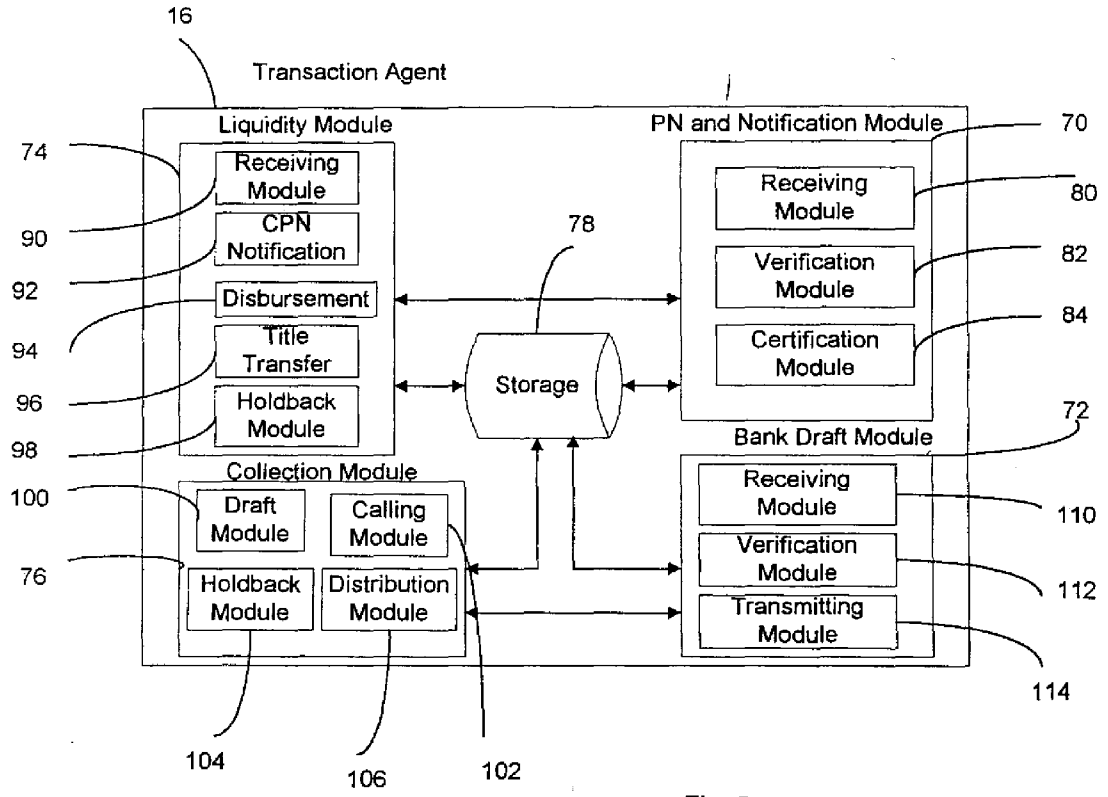 16
Transaction Agent
Liquidity Module
PN and Notification Module
74
70
Receiving
Module
Receiving
Module
80
90
CPN
Notification
78
Verification
Module
82
92
Disbursement
94
Title
Transfer
Storage
Certification
Module
84
96
Holdback
Module
98
Bank Draft Module
72
Collection Module
100
Draft
Module
Calling
Module
Receiving
Module
110
76
Verification
Module
112
Holdback
Module
Distribution
Module
Transmitting
Module
114
104
106
102